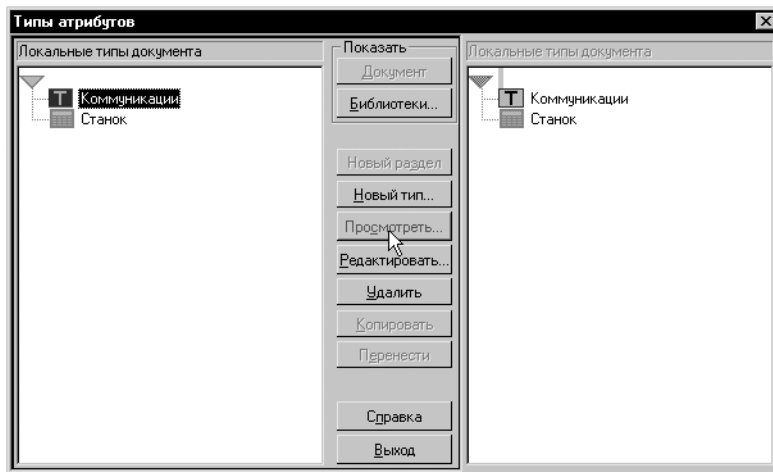 Типы атрибутов
Локальные типы документа
Коммуникации
Станок
Показать
Документ
Библиотеки...
Новый раздел
Новый тип...
Просмотреть...
Редактировать...
Удалить
Копировать
Перенести
Справка
Выход
Локальные типы документа
Коммуникации
Станок